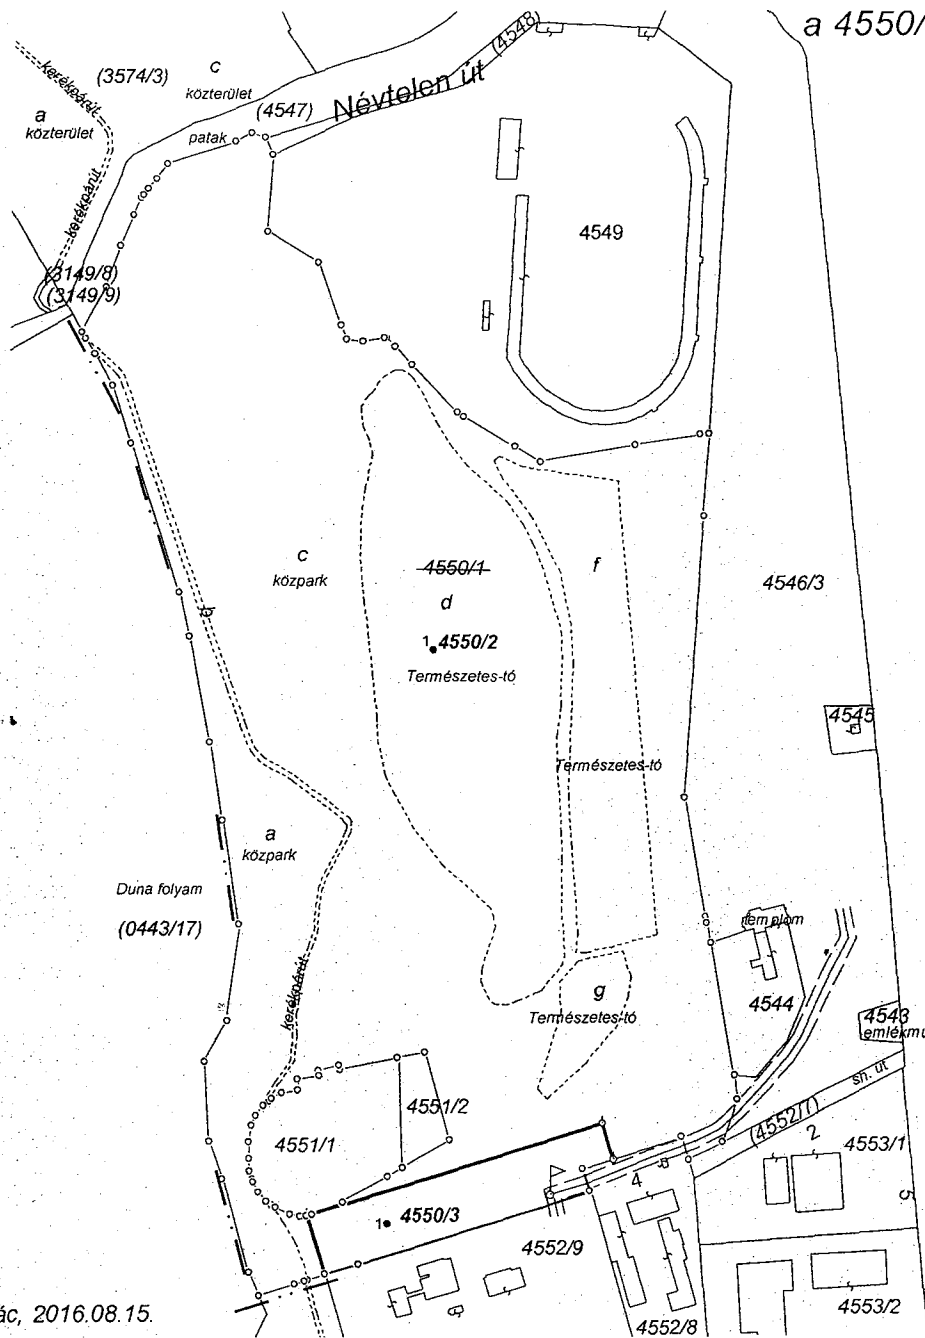 a 4550/
(4548)
kerékpárút
(3574/3)
c
közterület
Névtelen út
(4547)
a
közterület
patak
kerékpárút
4549
(3149/8)
(3149/9)
c
közpark
4550/1
f
4546/3
d
b
1 4550/2
Természetes-tó
4545
Természetes-tó
a
közpark
Duna folyam
(0443/17)
templom
kerékpárút
g
Természetes-tó
4544
4543
emlékmű
sh. út
4551/2
(4552/7)
2
4553/1
4551/1
4
5
1 4550/3
4552/9
4553/2
ác, 2016.08.15.
4552/8